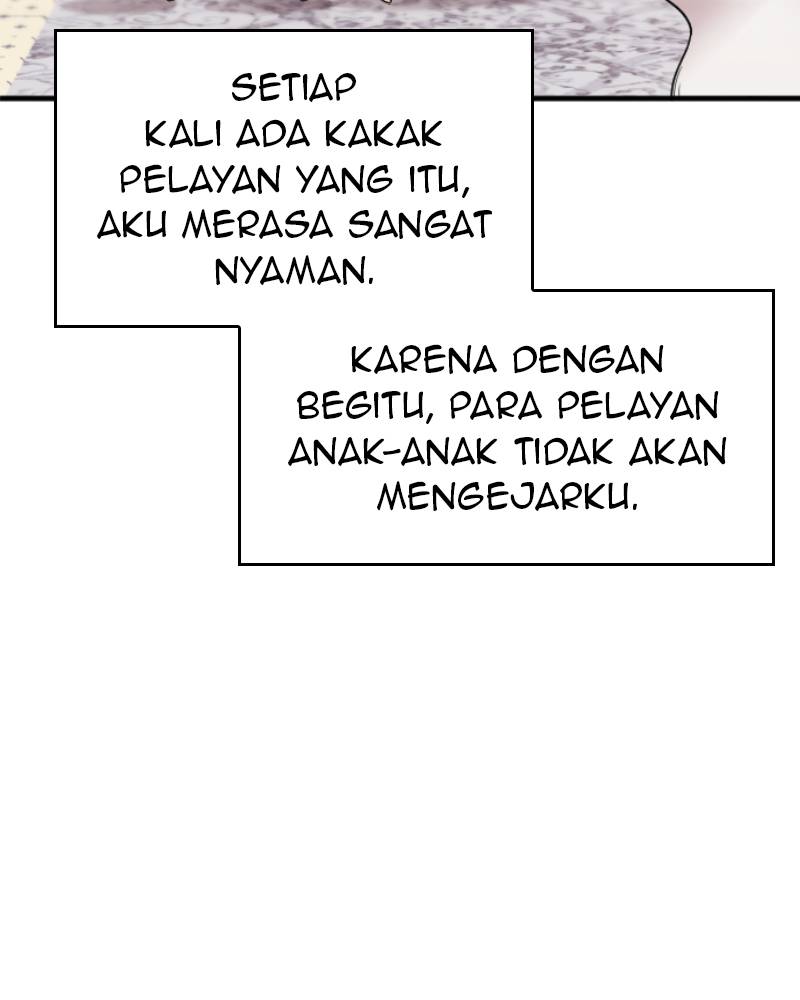 SETIAP
KALI ADA KAKAK
PELAYAN YANG ITU,
AKU MERASA SANGAT
NYAMAN.
KARENA DENGAN
BEGITU, PARA PELAYAN
ANAK-ANAK TIDAK AKAN
MENGEJARKU.